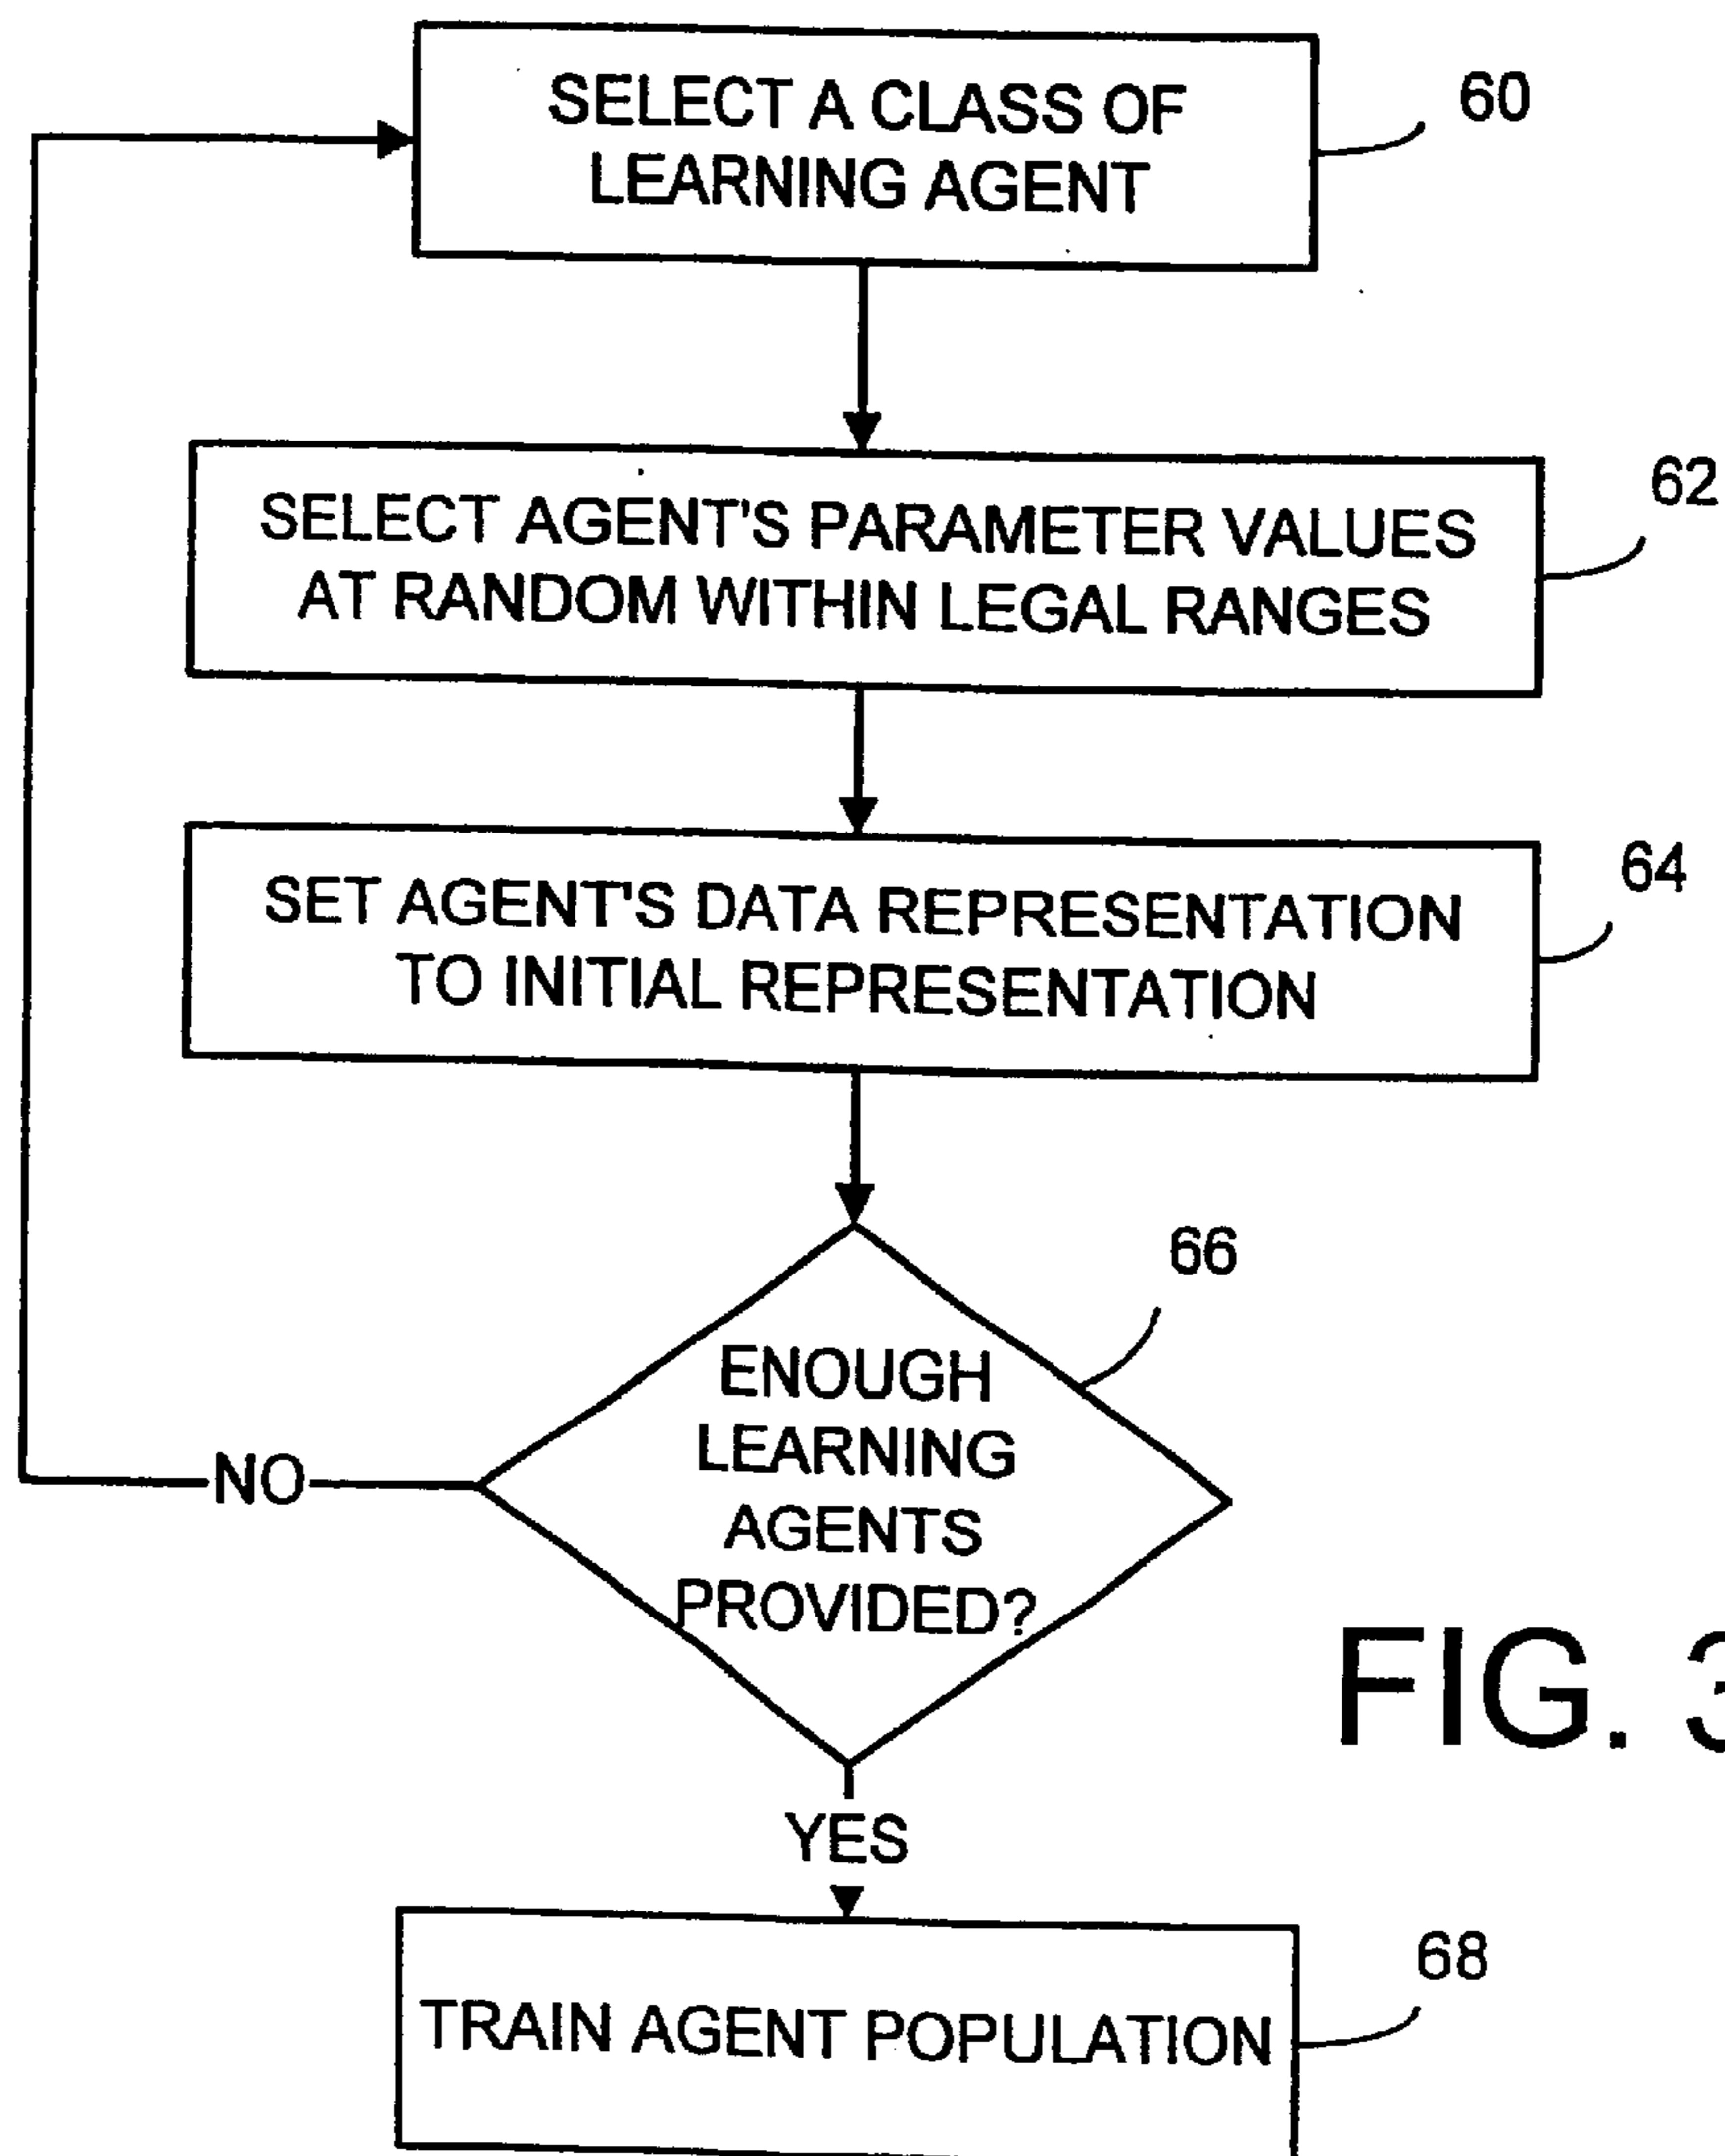 SELECT A CLASS OF
LEARNING AGENT
60
SELECT AGENT'S PARAMETER VALUES
AT RANDOM WITHIN LEGAL RANGES
62
SET AGENT'S DATA REPRESENTATION
TO INITIAL REPRESENTATION
64
66
ENOUGH
LEARNING
AGENTS
PROVIDED?
NO
FIG. 3
YES
TRAIN AGENT POPULATION
68